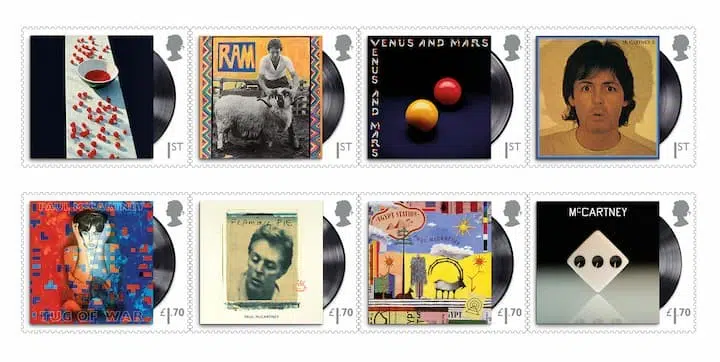 1ST
RAM
1ST
VENUS AND MARS
VENUS AND MARS
1ST
McCARTNEY II
1ST
PAUL McCARTNEY
TUG OF WAR
£1.70
FLAMING PIE
PAUL McCARTNEY
£1.70
EGYPT STATION
PAUL McCARTNEY
EGYPT
£1.70
McCARTNEY
£1.70